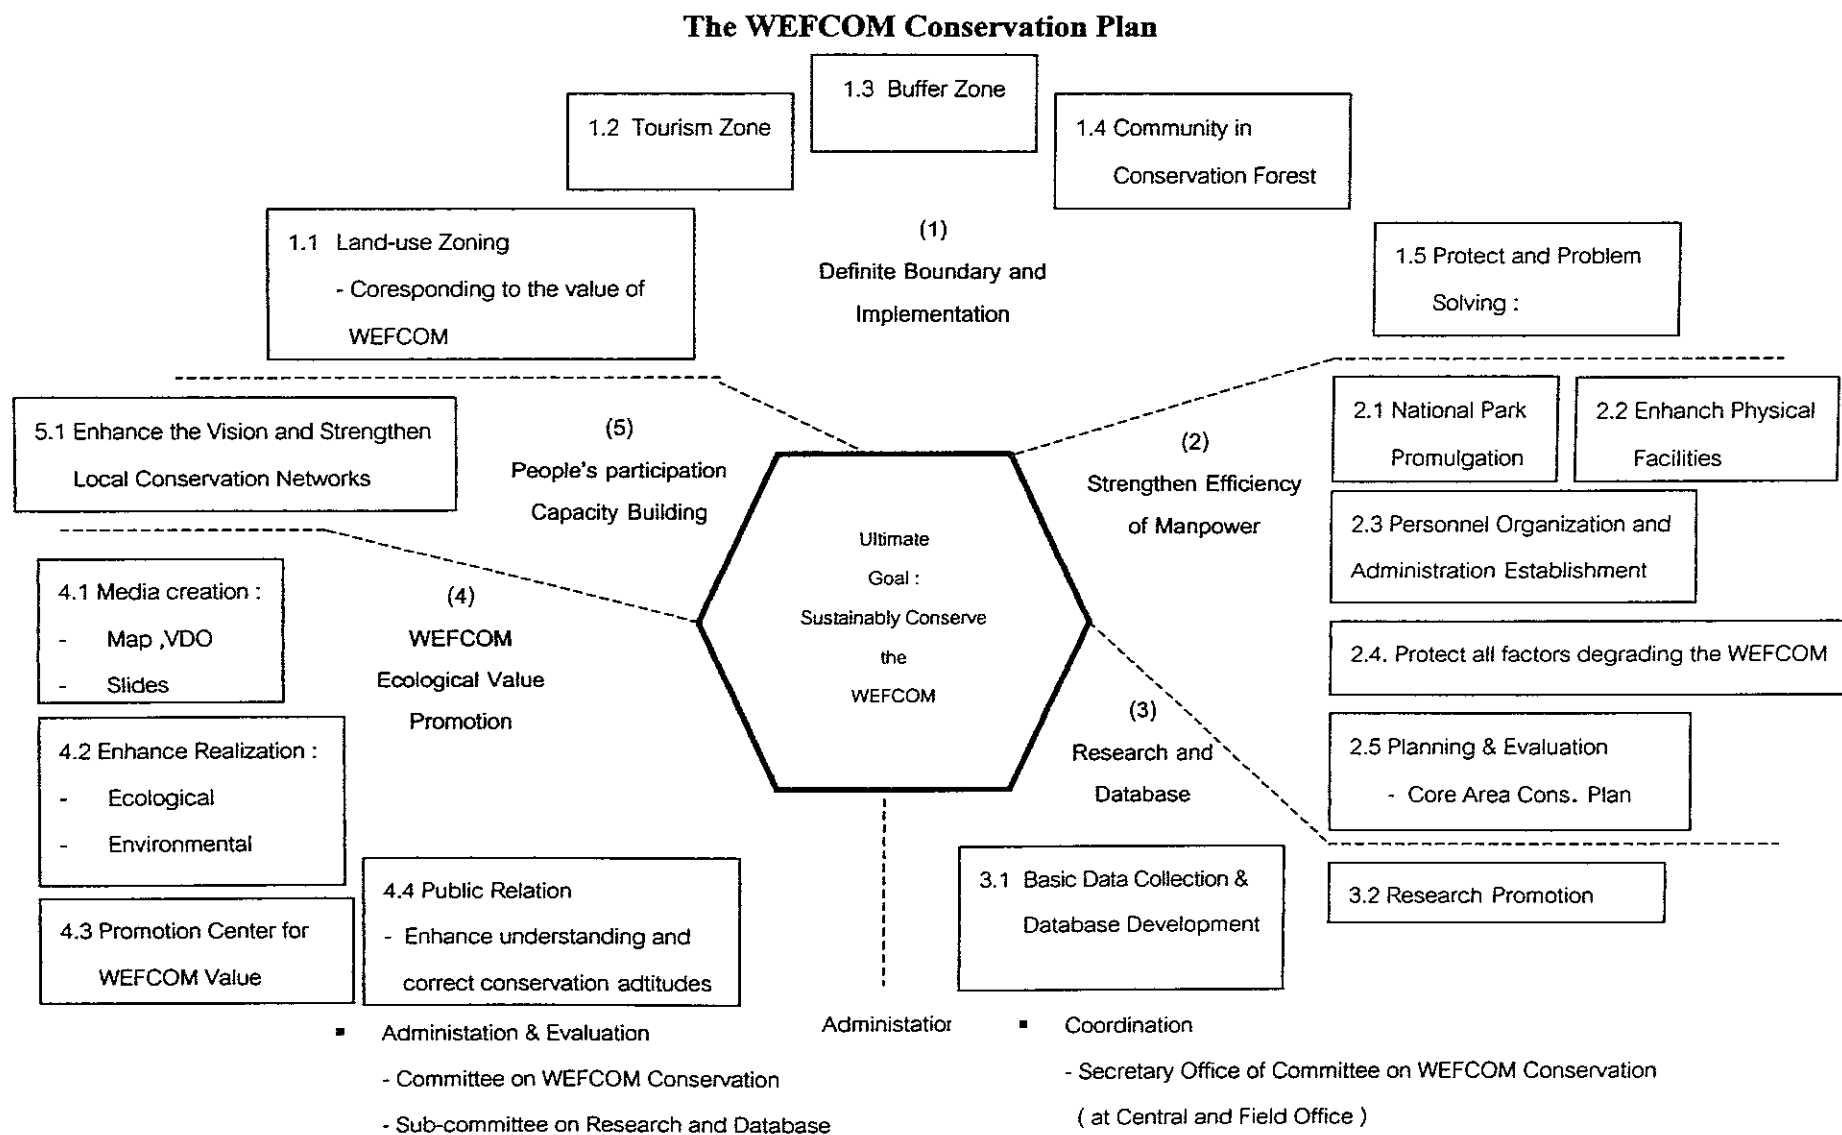 The WEFCOM Conservation Plan
1.3 Buffer Zone
1.2 Tourism Zone
1.4 Community in
Conservation Forest
1.1 Land-use Zoning
- Coresponding to the value of
WEFCOM
(1)
Definite Boundary and
Implementation
1.5 Protect and Problem
Solving :
5.1 Enhance the Vision and Strengthen
Local Conservation Networks
(5)
People's participation
Capacity Building
(2)
Strengthen Efficiency
of Manpower
2.1 National Park
Promulgation
2.2 Enhanch Physical
Facilities
2.3 Personnel Organization and
Administration Establishment
2.4. Protect all factors degrading the WEFCOM
2.5 Planning & Evaluation
- Core Area Cons. Plan
Ultimate
Goal :
Sustainably Conserve
the
WEFCOM
4.1 Media creation :
- Map ,VDO
- Slides
(4)
WEFCOM
Ecological Value
Promotion
4.2 Enhance Realization :
- Ecological
- Environmental
4.3 Promotion Center for
WEFCOM Value
4.4 Public Relation
- Enhance understanding and
correct conservation adtitudes
(3)
Research and
Database
3.1 Basic Data Collection &
Database Development
3.2 Research Promotion
▪ Administation & Evaluation
- Committee on WEFCOM Conservation
- Sub-committee on Research and Database
Administatior
▪ Coordination
- Secretary Office of Committee on WEFCOM Conservation
( at Central and Field Office )